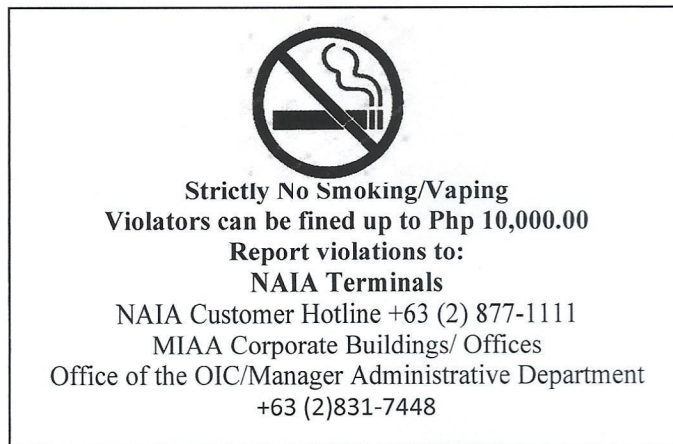 Strictly No Smoking/Vaping
Violators can be fined up to Php 10,000.00
Report violations to:
NAIA Terminals
NAIA Customer Hotline +63 (2) 877-1111
MIAA Corporate Buildings/ Offices
Office of the OIC/Manager Administrative Department
+63 (2)831-7448